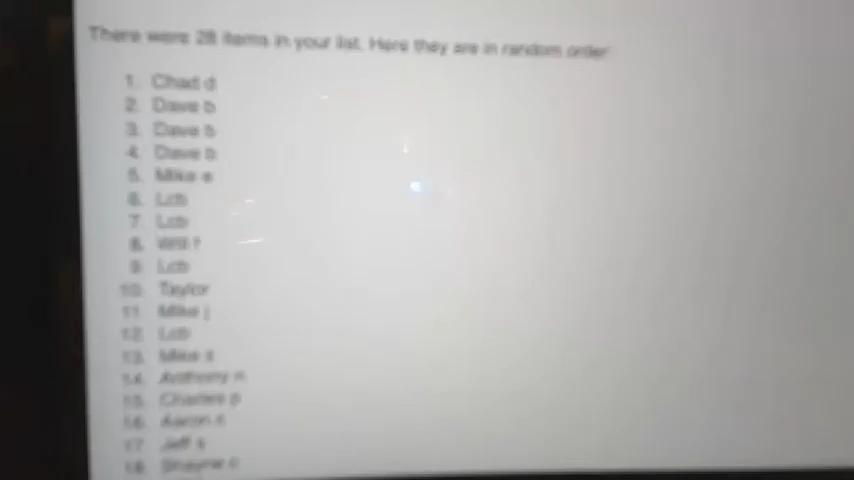 There were 28 items in your list. Here they are in random order:
1. Chad d
2. Dave b
3. Dave b
4. Dave b
5. Mike e
6. Lcb
7. Lcb
8. Will f
9. Lcb
10. Taylor
11. Mike j
12. Lcb
13. Mike s
14. Anthony n
15. Charles p
16. Aaron
17. Jeff s
18. Shayne c